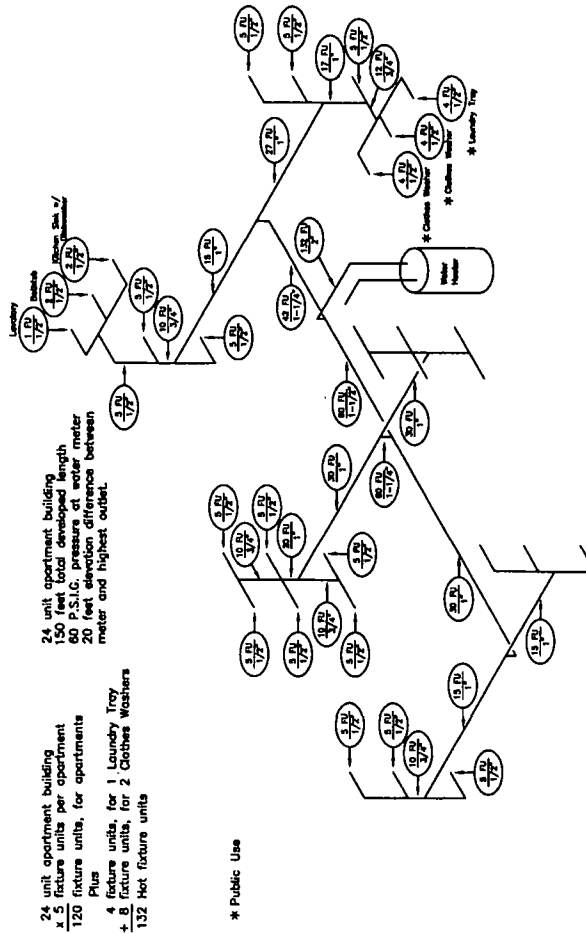 24 unit apartment building
x 5 fixture units per apartment
120 fixture units, for apartments
Plus
4 fixture units, for 1 Laundry Tray
+ 8 fixture units, for 2 Clothes Washers
132 Hot fixture units
24 unit apartment building
150 feet total developed length
60 P.S.I.G. pressure at water meter
20 feet elevation difference between
meter and highest outlet.
Lavatory
1 FU
1/2"
Bathtub
2 FU
1/2"
Kitchen Sink w/
2 FU
1/2"
5 FU
1/2"
5 FU
1/2"
10 FU
3/4"
5 FU
1/2"
15 FU
1"
27 FU
1"
5 FU
1/2"
5 FU
1/2"
17 FU
1"
5 FU
1/2"
12 FU
3/4"
4 FU
1/2"
* Clothes Washer
4 FU
1/2"
* Clothes Washer
4 FU
1/2"
* Laundry Tray
132 FU
2"
42 FU
1-1/4"
Water
Heater
1-1/4"
60 FU
1-1/4"
30 FU
1"
30 FU
1"
5 FU
1/2"
10 FU
3/4"
5 FU
1/2"
20 FU
1"
5 FU
1/2"
5 FU
1/2"
5 FU
1/2"
10 FU
3/4"
5 FU
1/2"
30 FU
1"
15 FU
1"
15 FU
1"
5 FU
1/2"
5 FU
1/2"
10 FU
3/4"
5 FU
1/2"
* Public Use